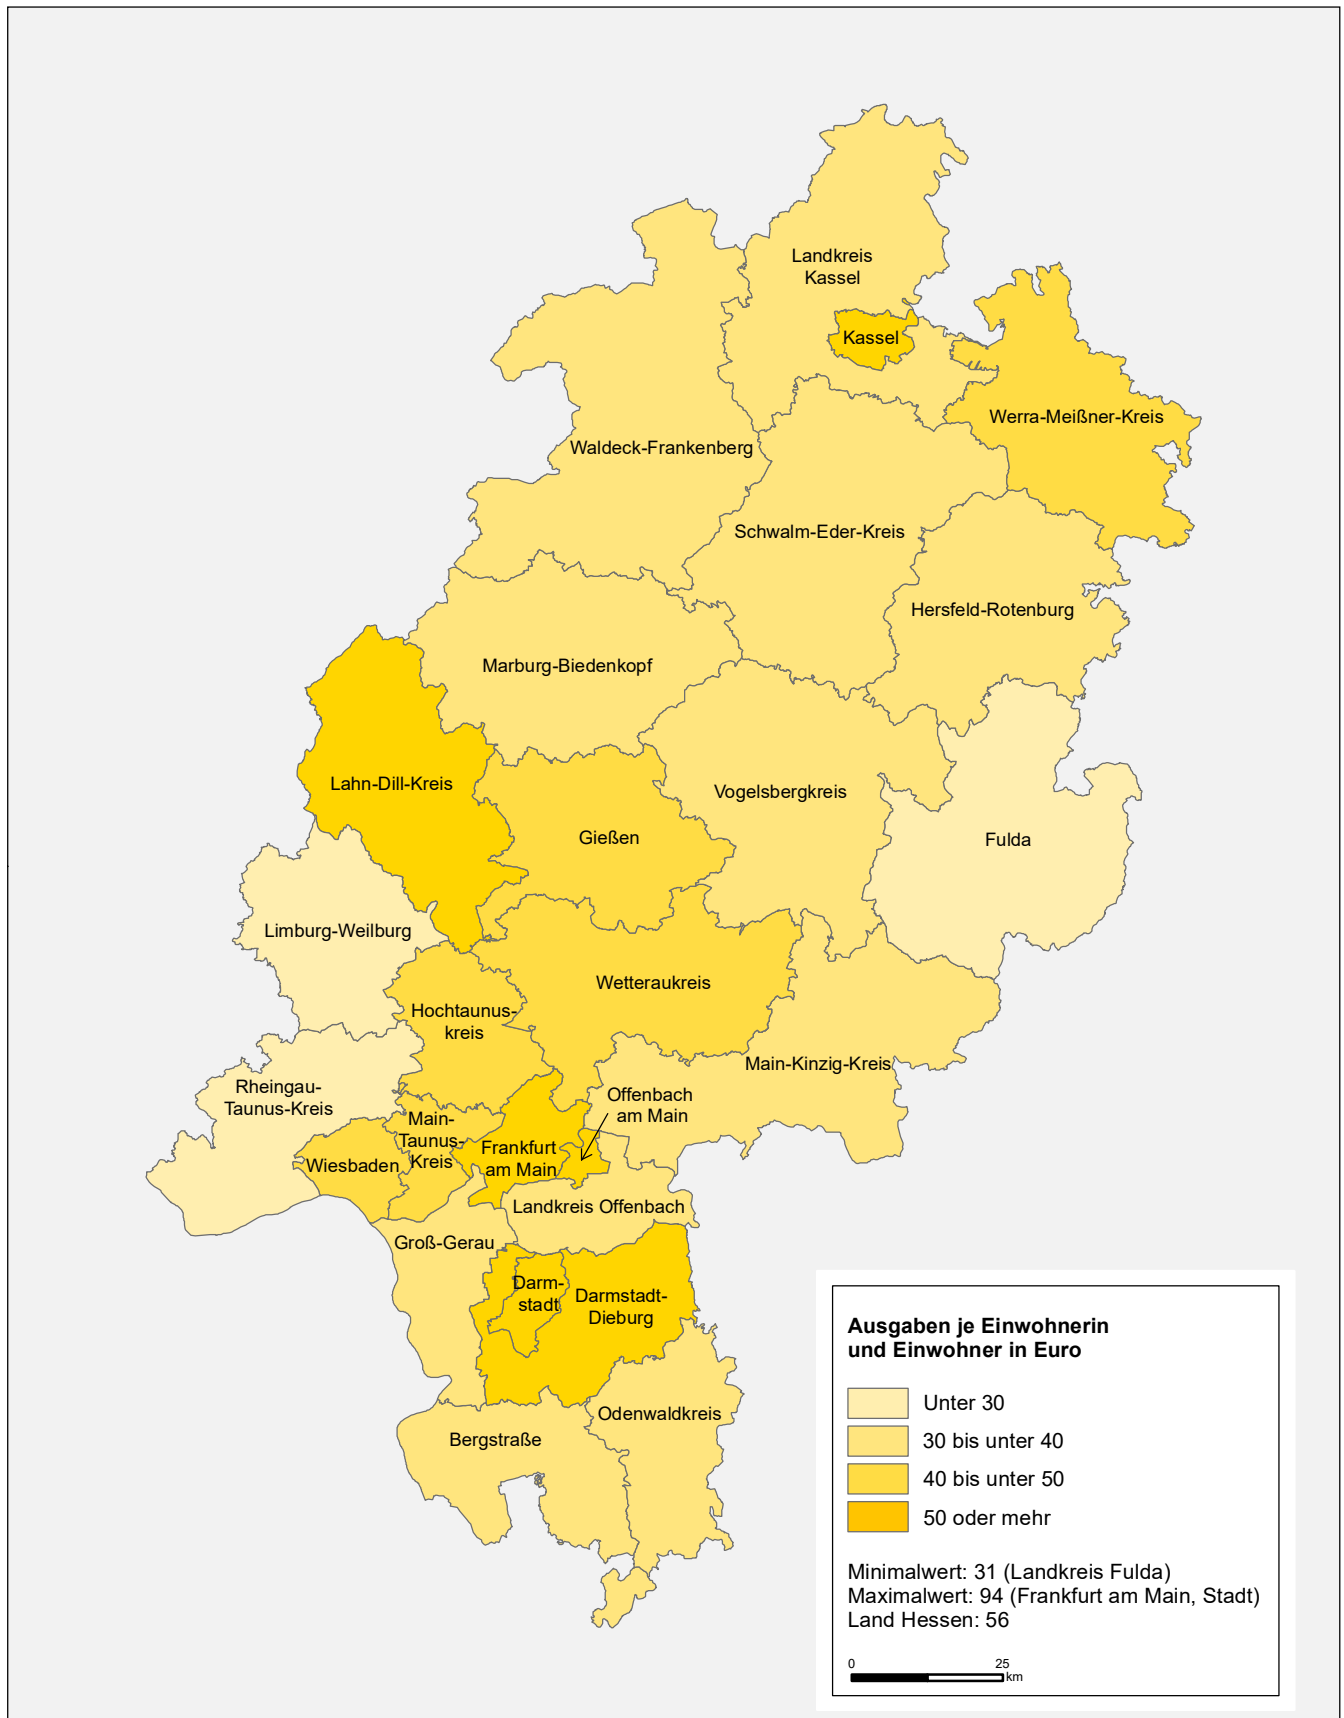 Landkreis
Kassel
Kassel
Werra-Meißner-Kreis
Waldeck-Frankenberg
Schwalm-Eder-Kreis
Hersfeld-Rotenburg
Marburg-Biedenkopf
Lahn-Dill-Kreis
Vogelsbergkreis
Gießen
Fulda
Limburg-Weilburg
Wetteraukreis
Hochtaunus-
kreis
Main-Kinzig-Kreis
Rheingau-
Taunus-Kreis
Offenbach
am Main
Main-
Taunus-
Kreis
Wiesbaden
Frankfurt
am Main
Landkreis Offenbach
Groß-Gerau
Darm-
stadt
Darmstadt-
Dieburg
Odenwaldkreis
Bergstraße
Ausgaben je Einwohnerin
und Einwohner in Euro
Unter 30
30 bis unter 40
40 bis unter 50
50 oder mehr
Minimalwert: 31 (Landkreis Fulda)
Maximalwert: 94 (Frankfurt am Main, Stadt)
Land Hessen: 56
0 25
km